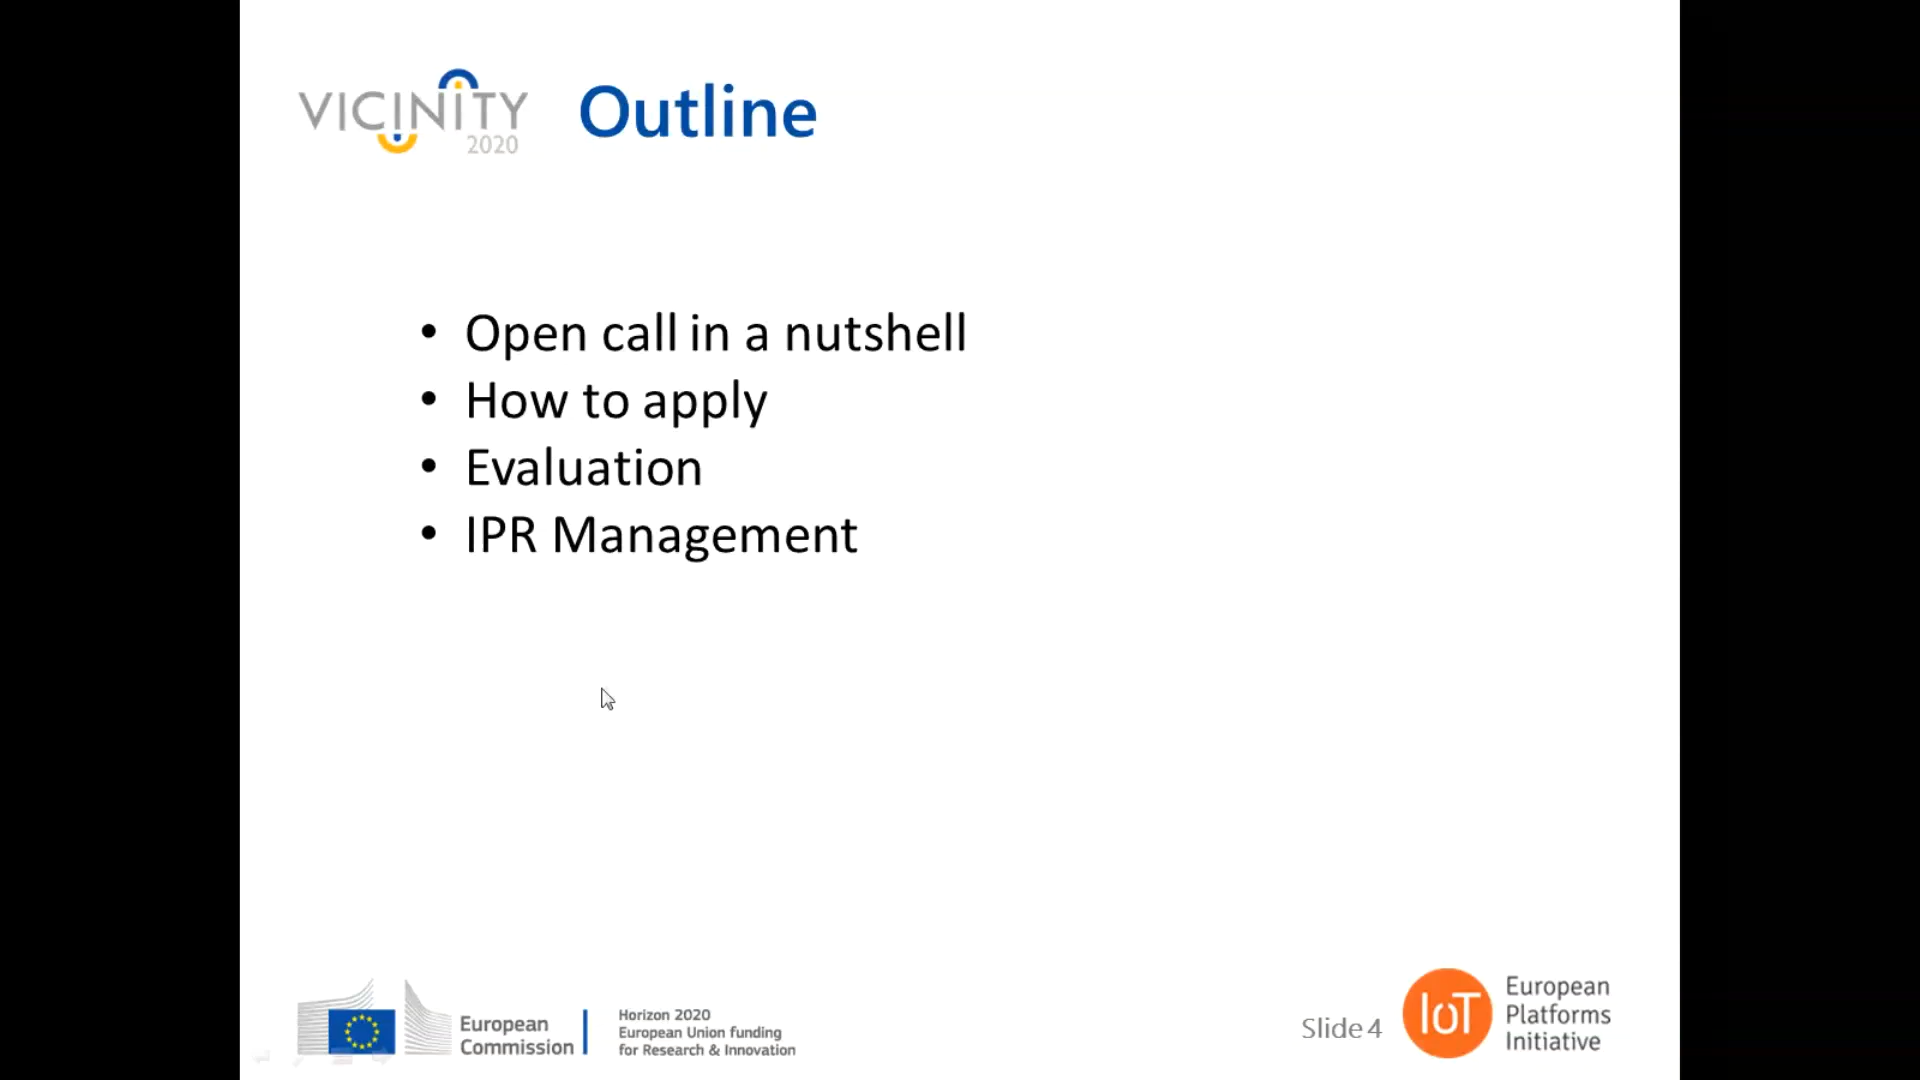 VICINITY
2020
Outline
• Open call in a nutshell
• How to apply
• Evaluation
• IPR Management
European
Commission
Horizon 2020
European Union funding
for Research & Innovation
Slide 4
IoT
European
Platforms
Initiative